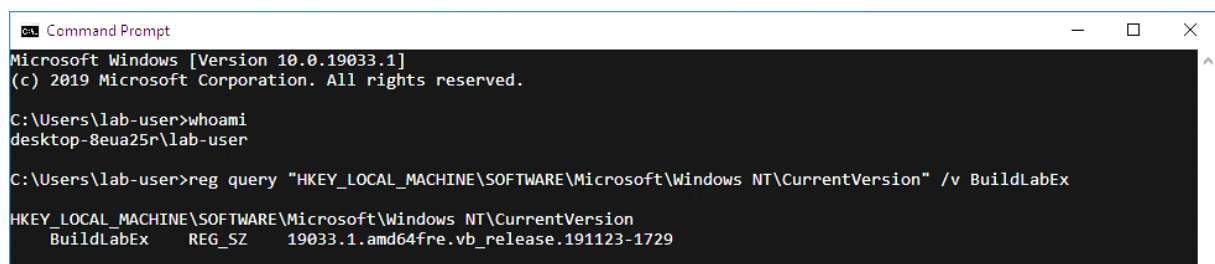 Command Prompt
Microsoft Windows [Version 10.0.19033.1]
(c) 2019 Microsoft Corporation. All rights reserved.
C:\Users\lab-user>whoami
desktop-8eua25r\lab-user
C:\Users\lab-user>reg query "HKEY_LOCAL_MACHINE\SOFTWARE\Microsoft\Windows NT\CurrentVersion" /v BuildLabEx
HKEY_LOCAL_MACHINE\SOFTWARE\Microsoft\Windows NT\CurrentVersion
    BuildLabEx    REG_SZ    19033.1.amd64fre.vb_release.191123-1729